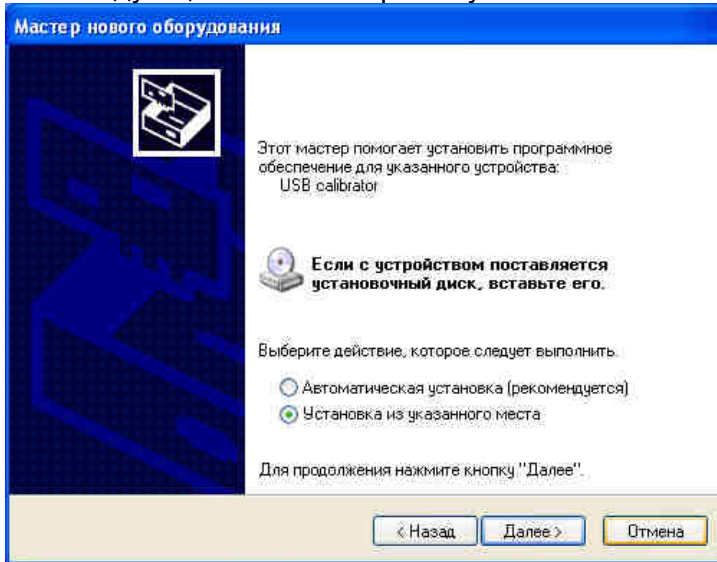 Мастер нового оборудования
Этот мастер помогает установить программное
обеспечение для указанного устройства:
USB calibrator
Если с устройством поставляется
установочный диск, вставьте его.
Выберите действие, которое следует выполнить.
Автоматическая установка (рекомендуется)
Установка из указанного места
Для продолжения нажмите кнопку "Далее".
< Назад Далее > Отмена